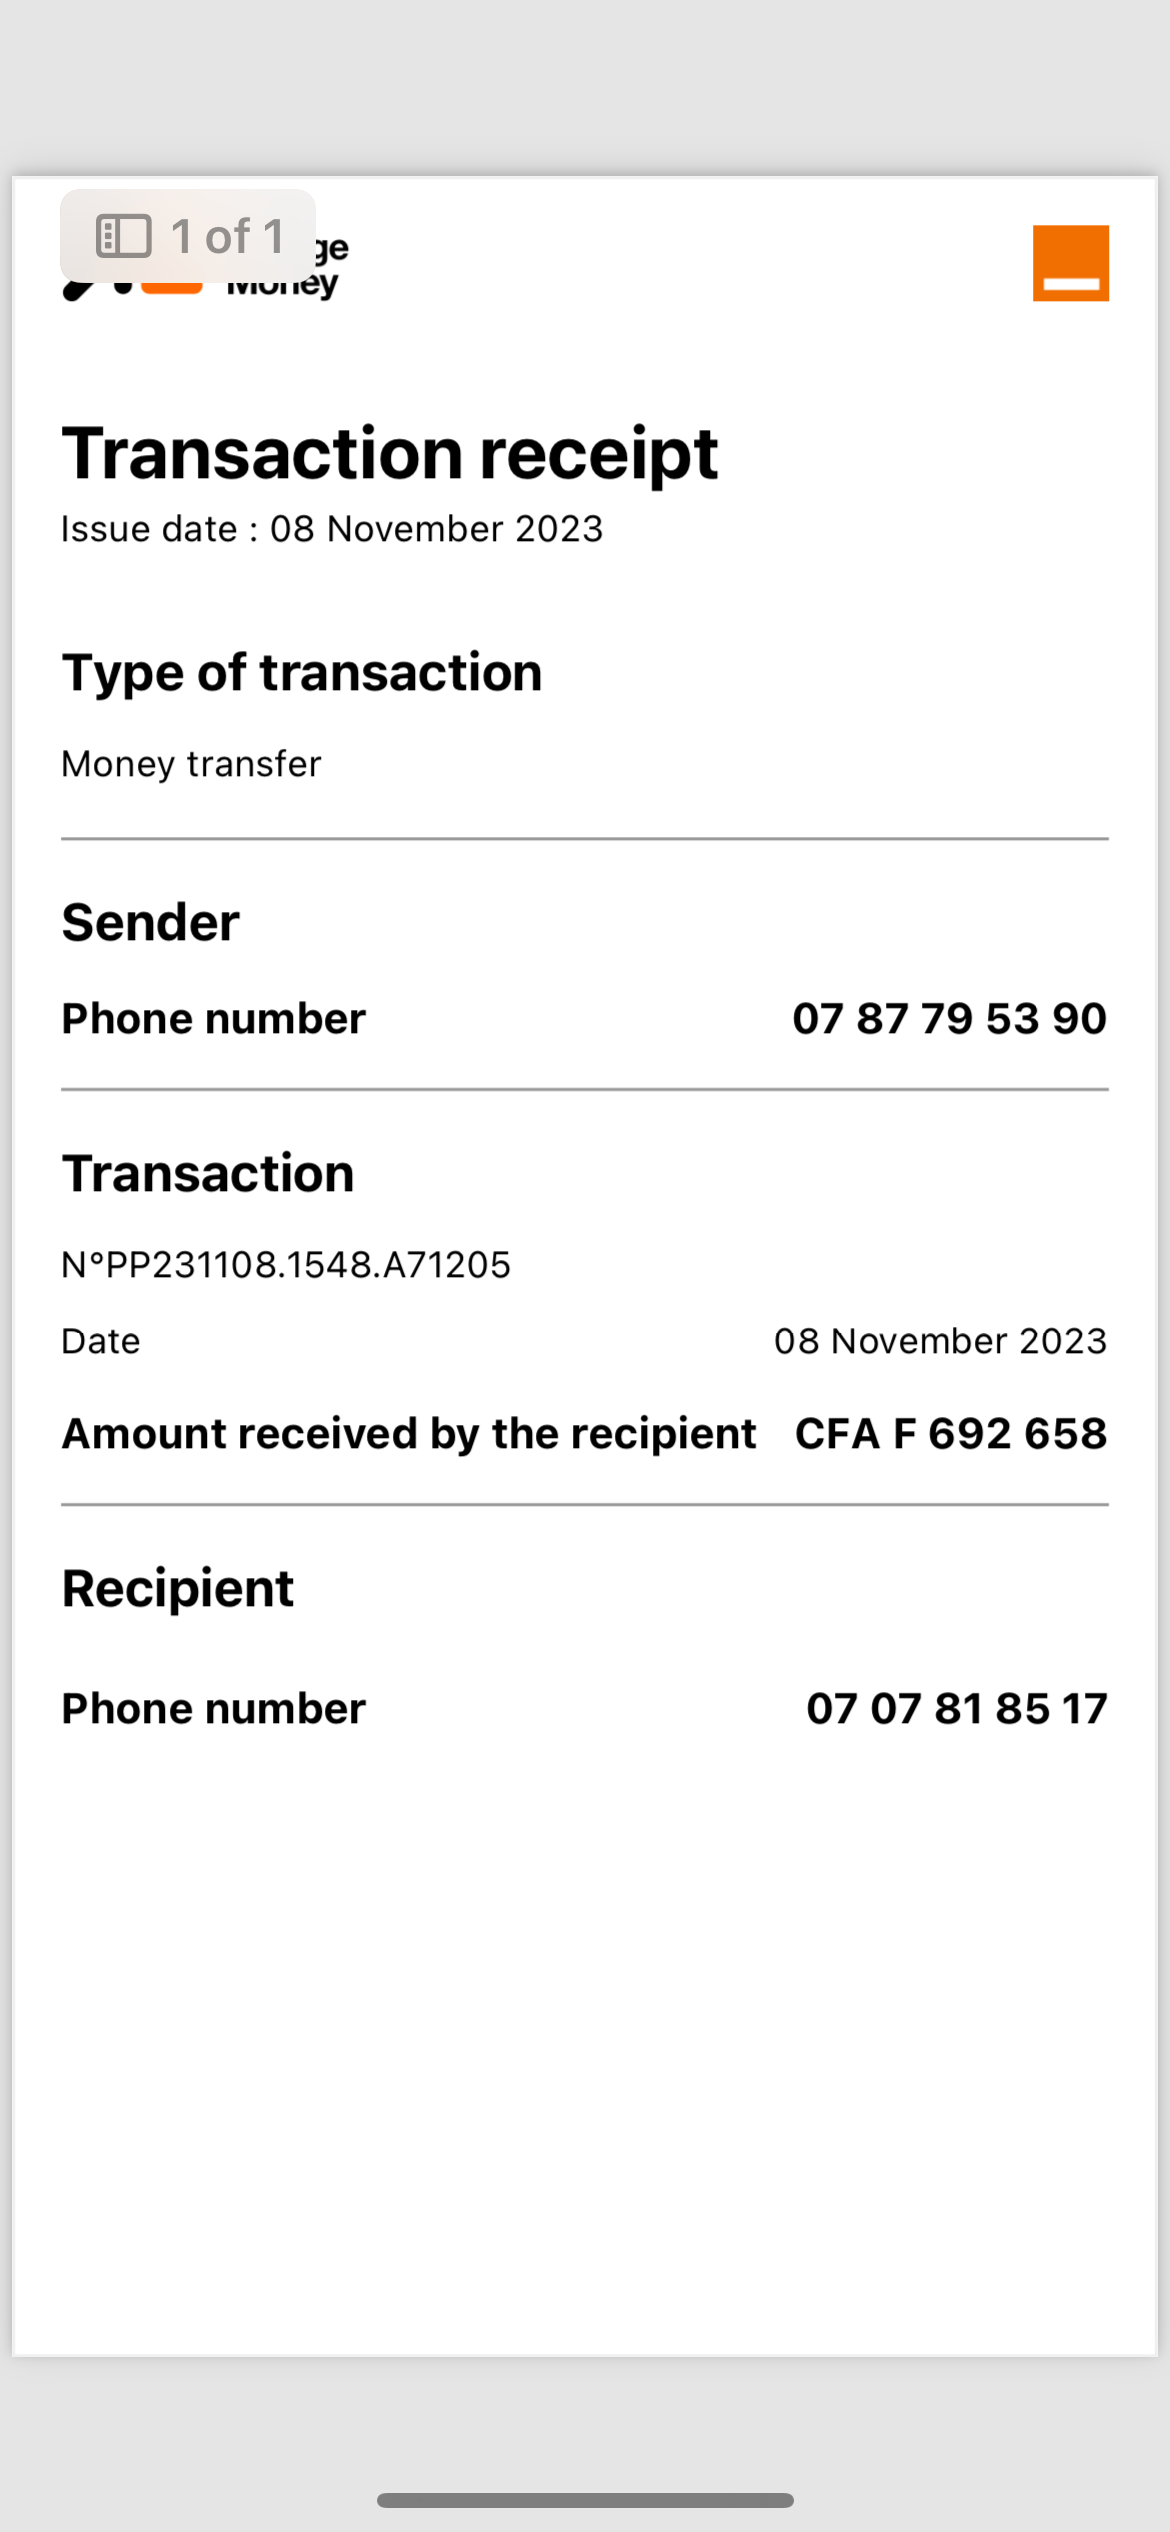 1 of 1
Money
Transaction receipt
Issue date : 08 November 2023
Type of transaction
Money transfer
Sender
Phone number 07 87 79 53 90
Transaction
N°PP231108.1548.A71205
Date 08 November 2023
Amount received by the recipient CFA F 692 658
Recipient
Phone number 07 07 81 85 17